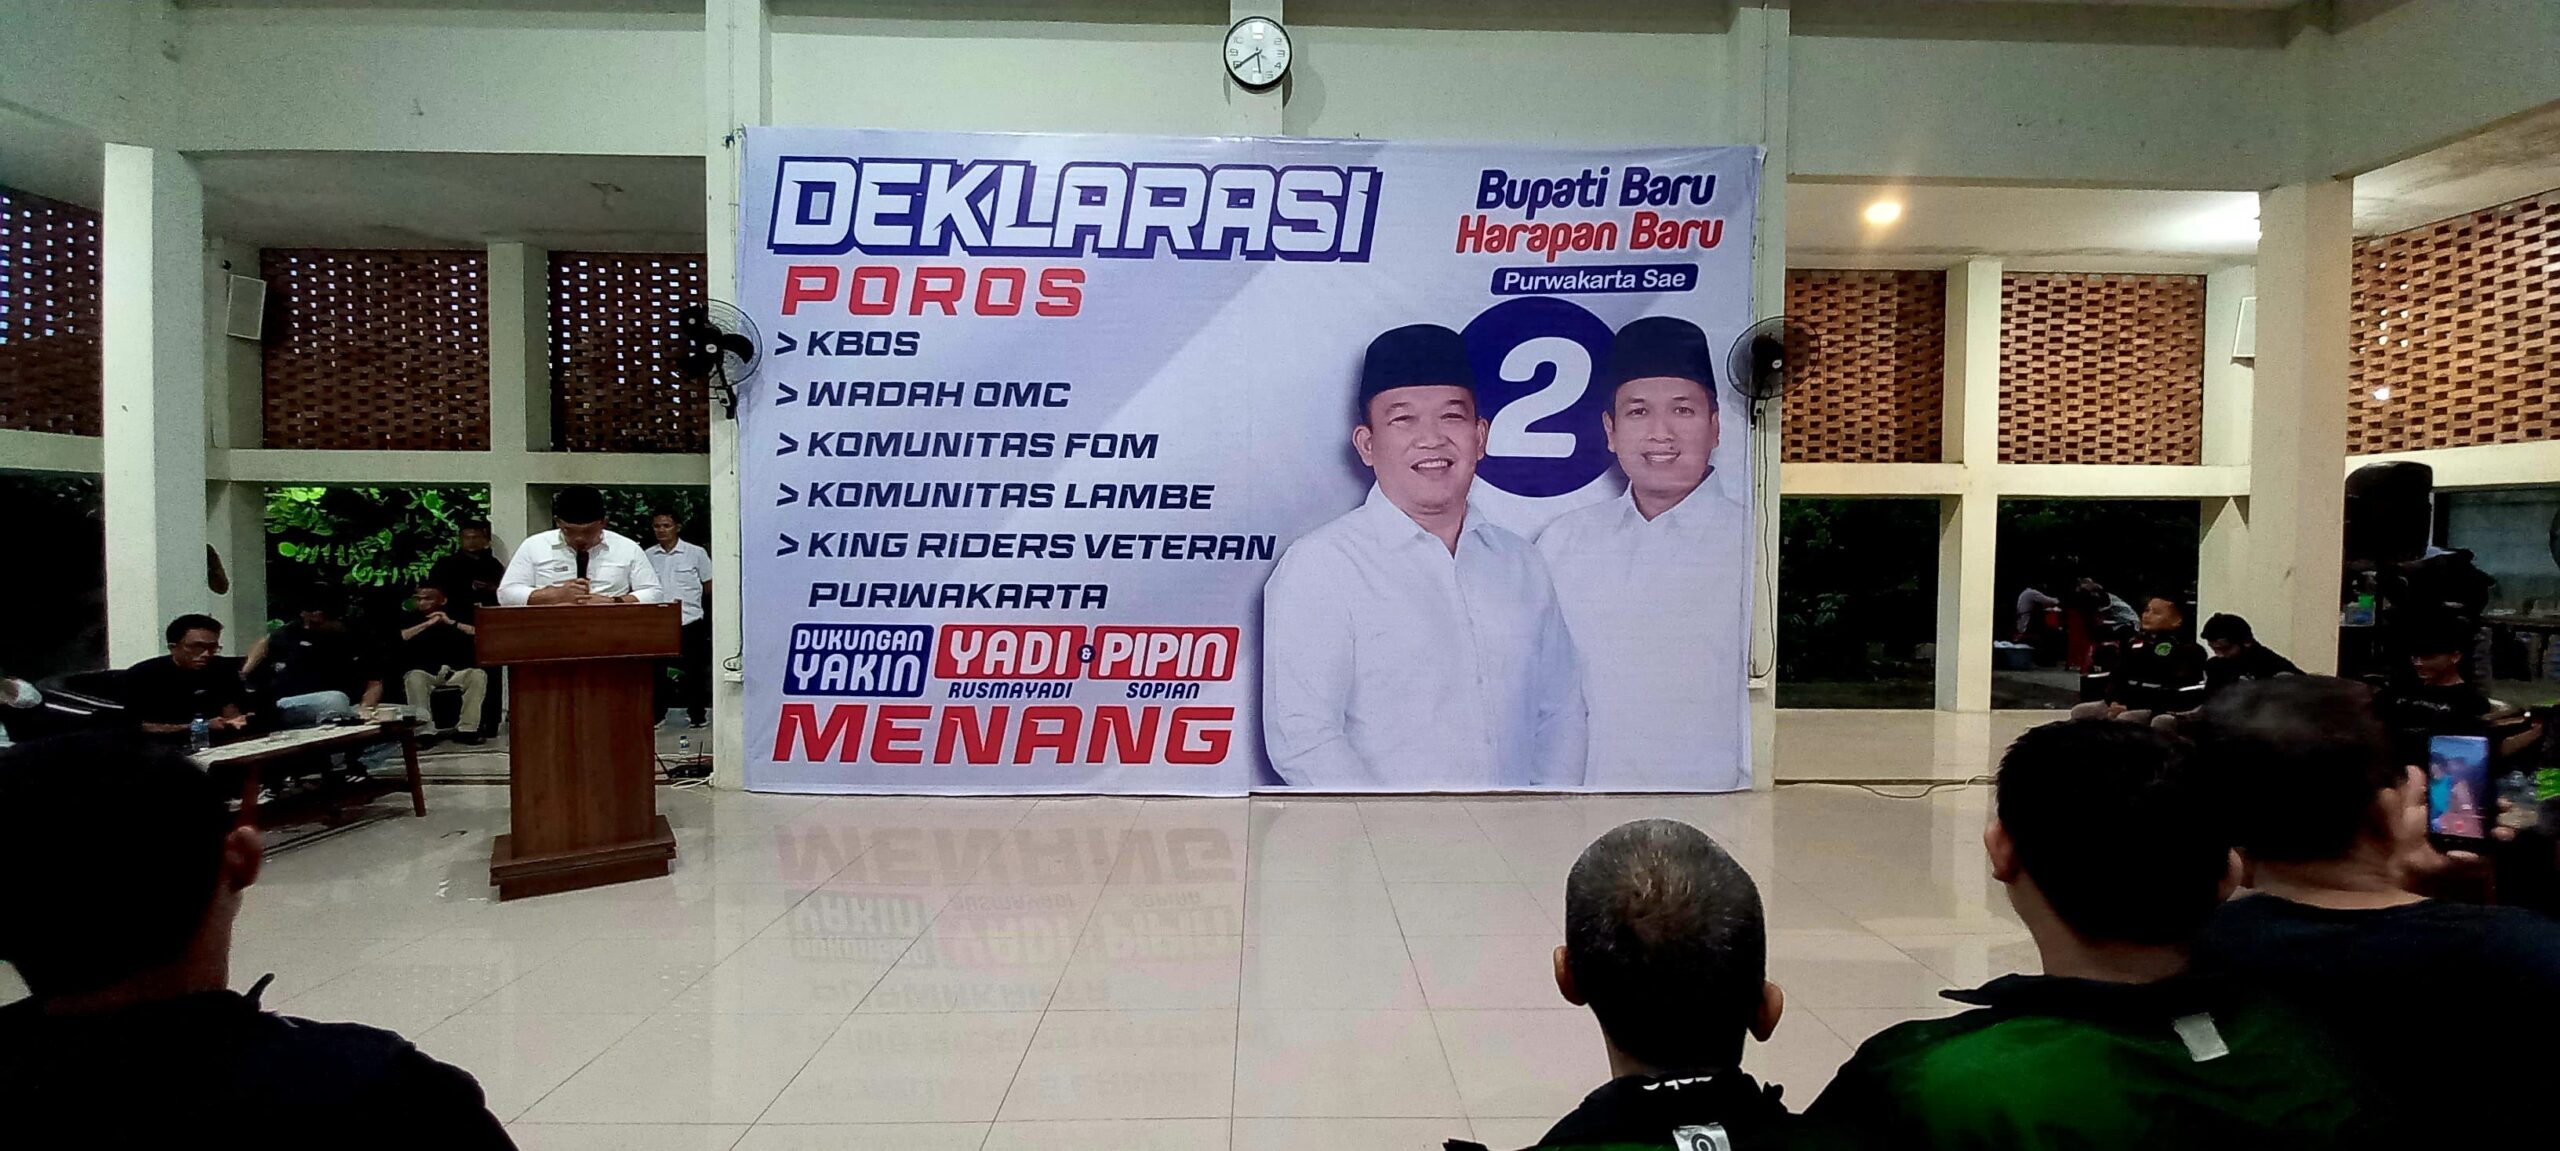 DEKLARASI
POROS
> KBOS
> WADAH OMC
> KOMUNITAS FOM
> KOMUNITAS LAMBE
> KING RIDERS VETERAN
PURWAKARTA
DUKUNGAN
YAKIN
YADI & PIPIN
RUSMAYADI SOPIAN
MENANG
Bupati Baru
Harapan Baru
Purwakarta Sae
2